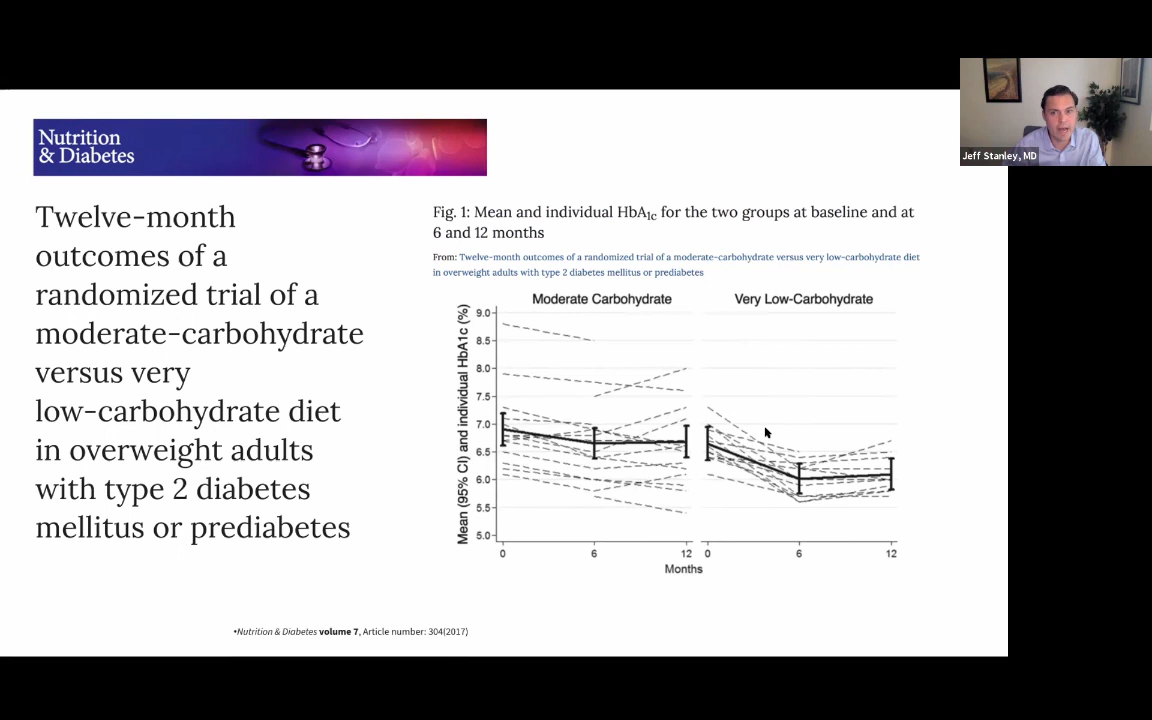 Nutrition
& Diabetes
Jeff Stanley, MD
Twelve-month
outcomes of a
randomized trial of a
moderate-carbohydrate
versus very
low-carbohydrate diet
in overweight adults
with type 2 diabetes
mellitus or prediabetes
Fig. 1: Mean and individual HbA1c for the two groups at baseline and at
6 and 12 months
From: Twelve-month outcomes of a randomized trial of a moderate-carbohydrate versus very low-carbohydrate diet
in overweight adults with type 2 diabetes mellitus or prediabetes
Moderate Carbohydrate
Very Low-Carbohydrate
Mean (95% CI) and individual HbA1c (%)
9.0
8.5
8.0
7.5
7.0
6.5
6.0
5.5
5.0
0 6 12 0 6 12
Months
•Nutrition & Diabetes volume 7, Article number: 304(2017)